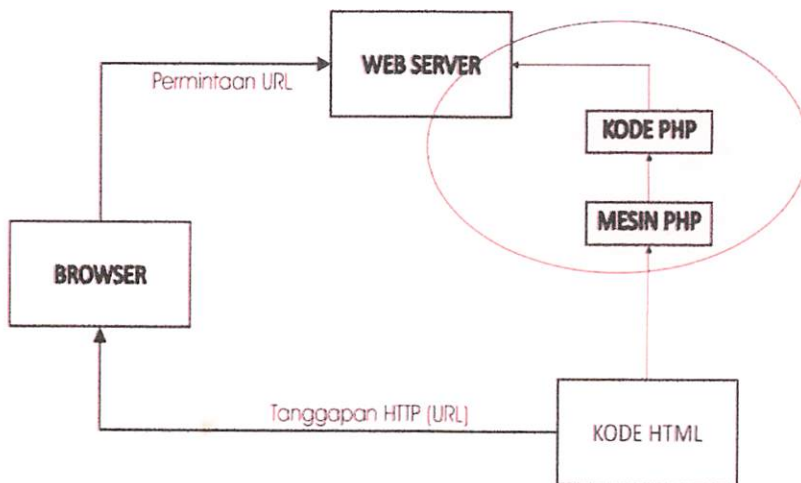 WEB SERVER
Permintaan URL
KODE PHP
MESIN PHP
BROWSER
Tanggapan HTTP (URL)
KODE HTML